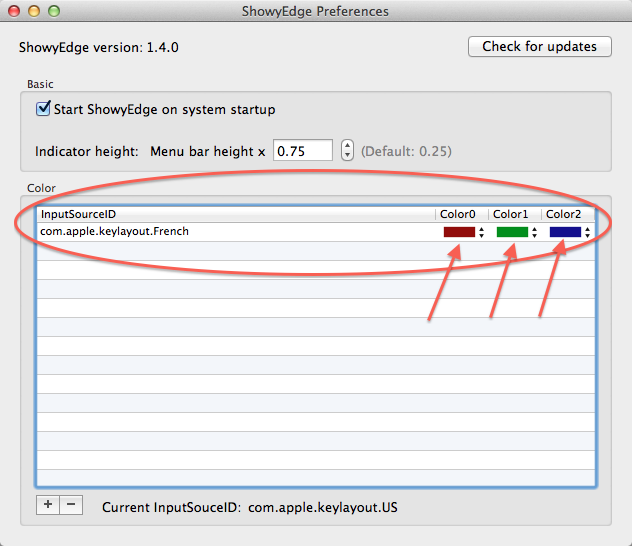 ShowyEdge Preferences
ShowyEdge version: 1.4.0
Check for updates
Basic
Start ShowyEdge on system startup
Indicator height: Menu bar height x 0.75 (Default: 0.25)
Color
InputSourceID Color0 Color1 Color2
com.apple.keylayout.French
+ −
Current InputSouceID: com.apple.keylayout.US